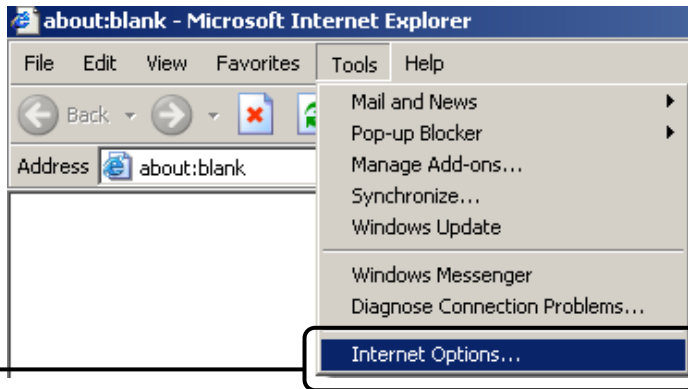 about:blank - Microsoft Internet Explorer
File Edit View Favorites Tools Help
Back
Address about:blank
Mail and News
Pop-up Blocker
Manage Add-ons...
Synchronize...
Windows Update
Windows Messenger
Diagnose Connection Problems...
Internet Options...